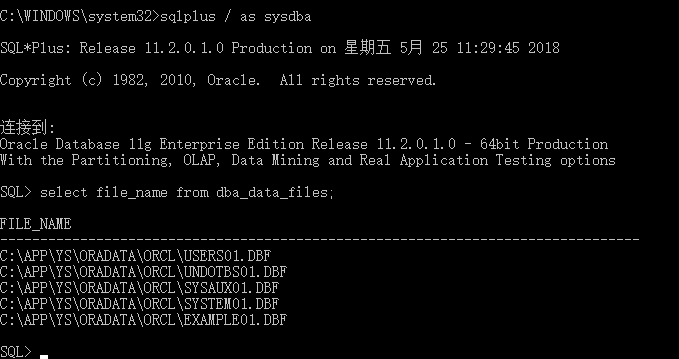 C:\WINDOWS\system32>sqlplus / as sysdba
SQL*Plus: Release 11.2.0.1.0 Production on 星期五 5月 25 11:29:45 2018
Copyright (c) 1982, 2010, Oracle.  All rights reserved.
连接到:
Oracle Database 11g Enterprise Edition Release 11.2.0.1.0 - 64bit Production
With the Partitioning, OLAP, Data Mining and Real Application Testing options
SQL> select file_name from dba_data_files;
FILE_NAME
--------------------------------------------------------------------------------
C:\APP\YS\ORADATA\ORCL\USERS01.DBF
C:\APP\YS\ORADATA\ORCL\UNDOTBS01.DBF
C:\APP\YS\ORADATA\ORCL\SYSAUX01.DBF
C:\APP\YS\ORADATA\ORCL\SYSTEM01.DBF
C:\APP\YS\ORADATA\ORCL\EXAMPLE01.DBF
SQL>